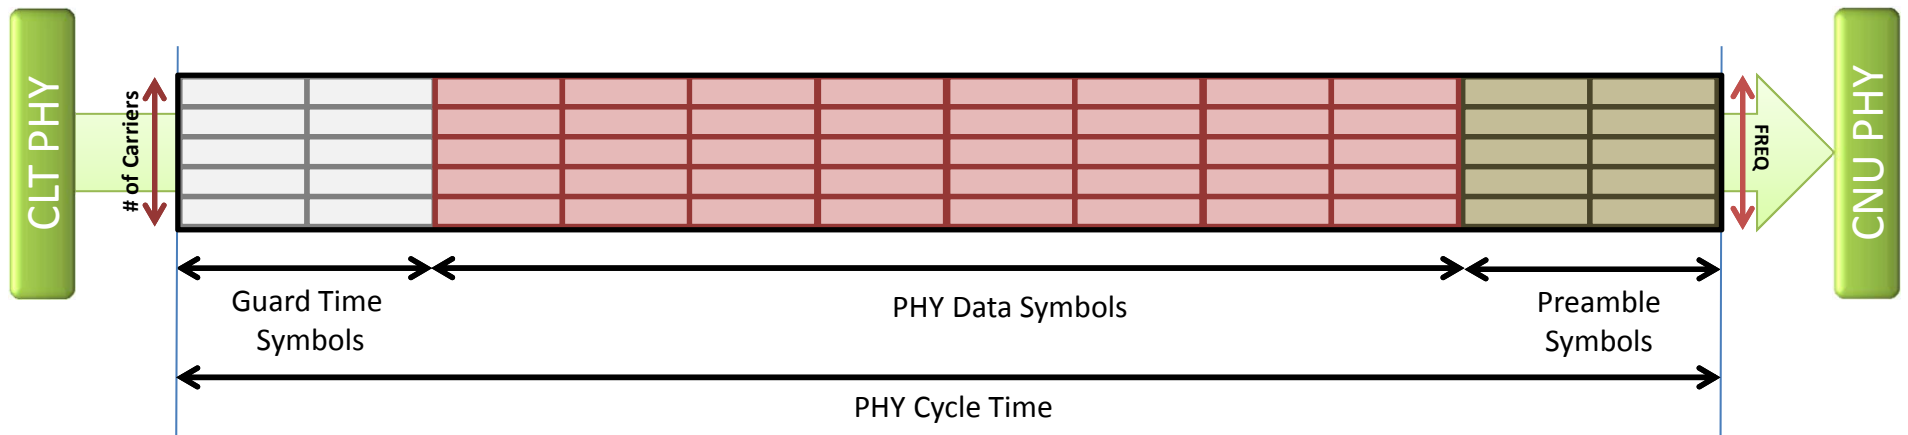 CLT PHY
# of Carriers
FREQ
CNU PHY
Guard Time
Symbols
PHY Data Symbols
Preamble
Symbols
PHY Cycle Time